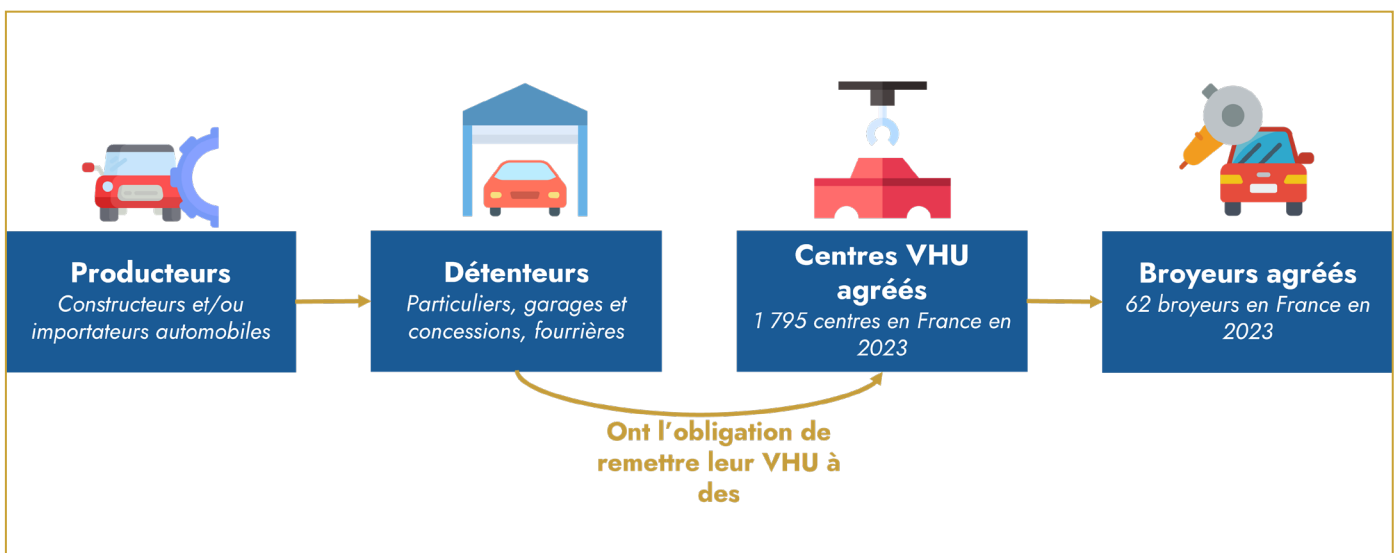 Producteurs
Constructeurs et/ou
importateurs automobiles
Détenteurs
Particuliers, garages et
concessions, fourrières
Centres VHU
agréés
1 795 centres en France en
2023
Broyeurs agréés
62 broyeurs en France en
2023
Ont l’obligation de
remettre leur VHU à
des